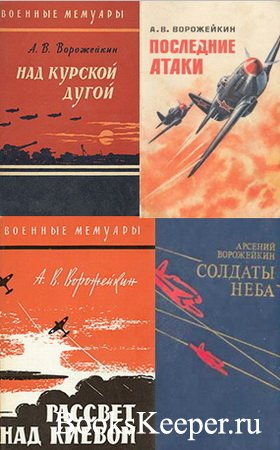 ВОЕННЫЕ МЕМУАРЫ
А. В. Ворожейкин
НАД КУРСКОЙ
ДУГОЙ
А.В. ВОРОЖЕЙКИН
ПОСЛЕДНИЕ
АТАКИ
ВОЕННЫЕ МЕМУАРЫ
А. В. Ворожейкин
РАССВЕТ
НАД КИЕВОМ
АРСЕНИЙ
ВОРОЖЕЙКИН
СОЛДАТЫ
НЕБА
BooksKeeper.ru